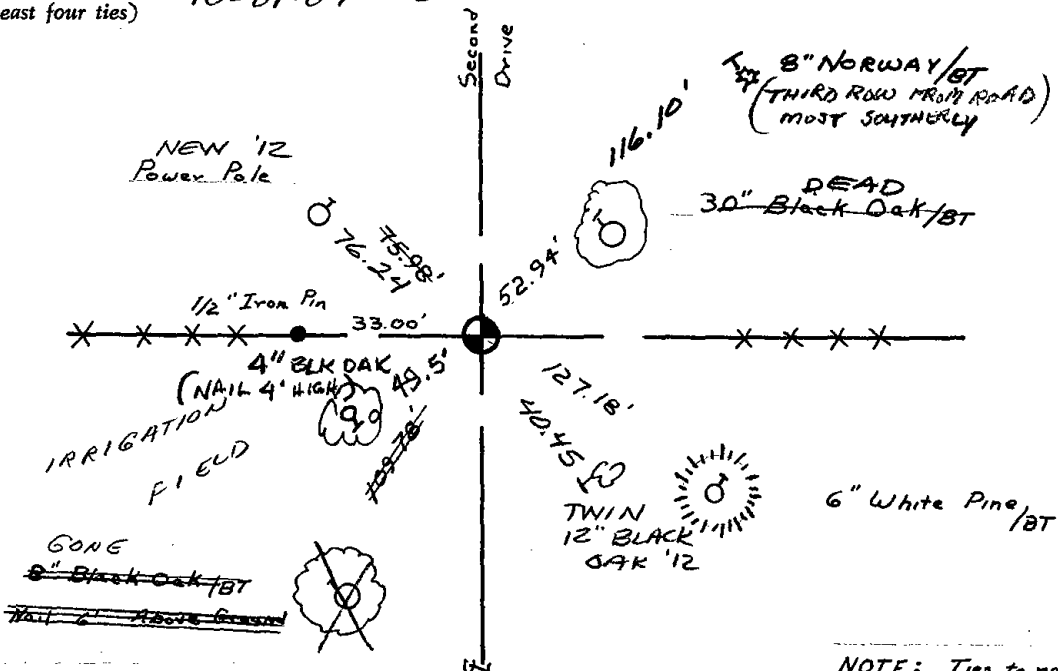 east four ties)
Second
Drive
8" NORWAY/BT
(THIRD ROW FROM ROAD)
MOST SOUTHERLY
116.10'
NEW '12
Power Pole
DEAD
30" Black Oak/BT
75.98'
76.24
52.94'
1/2" Iron Pin
33.00'
4" BLK OAK
(NAIL 4' HIGH)
49.5'
127.18'
40.45
IRRIGATION
FIELD
TWIN
12" BLACK
OAK '12
6" White Pine/BT
GONE
8" Black Oak/BT
Nail 6' Above Ground
NOTE: Ties to